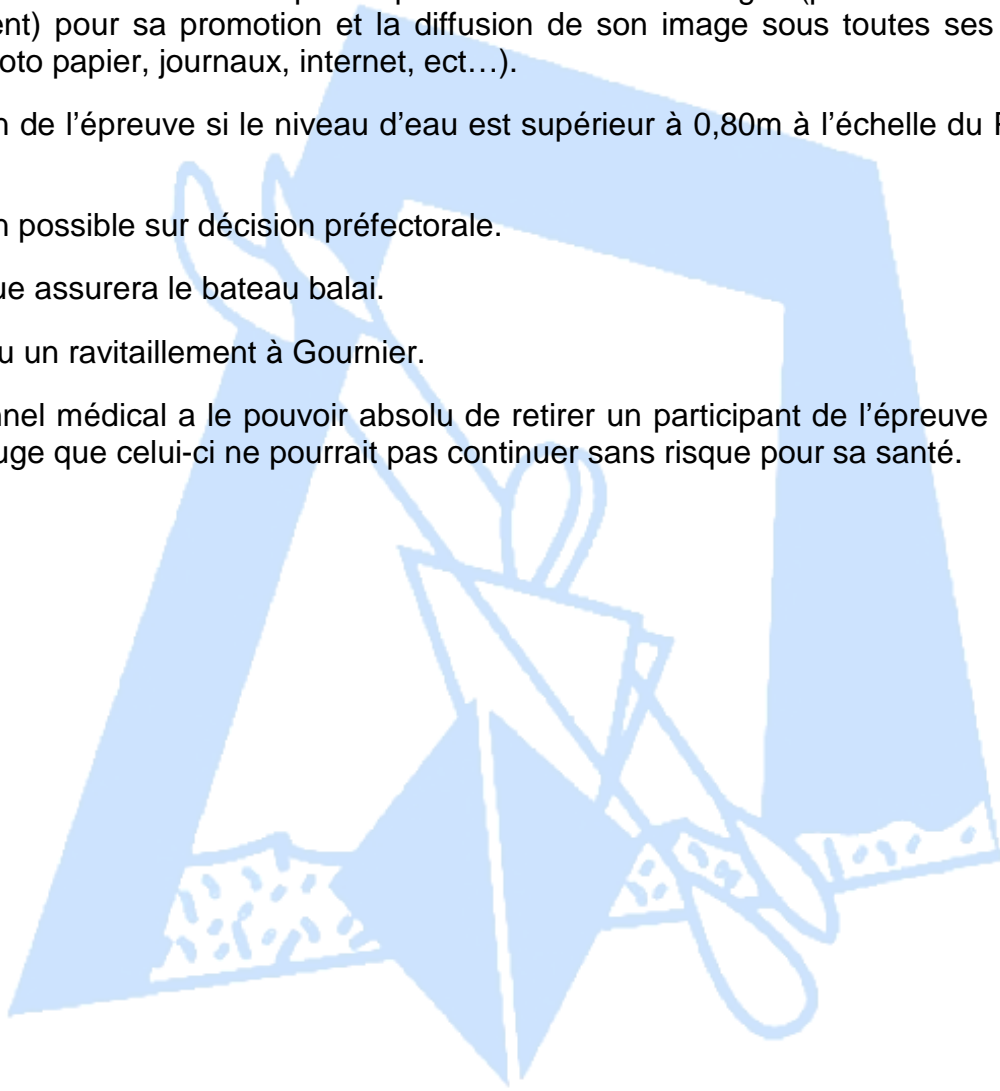 ent) pour sa promotion et la diffusion de son image sous toutes ses
oto papier, journaux, internet, ect…).
n de l’épreuve si le niveau d’eau est supérieur à 0,80m à l’échelle du
n possible sur décision préfectorale.
ue assurera le bateau balai.
u un ravitaillement à Gournier.
nnel médical a le pouvoir absolu de retirer un participant de l’épreuve
uge que celui-ci ne pourrait pas continuer sans risque pour sa santé.